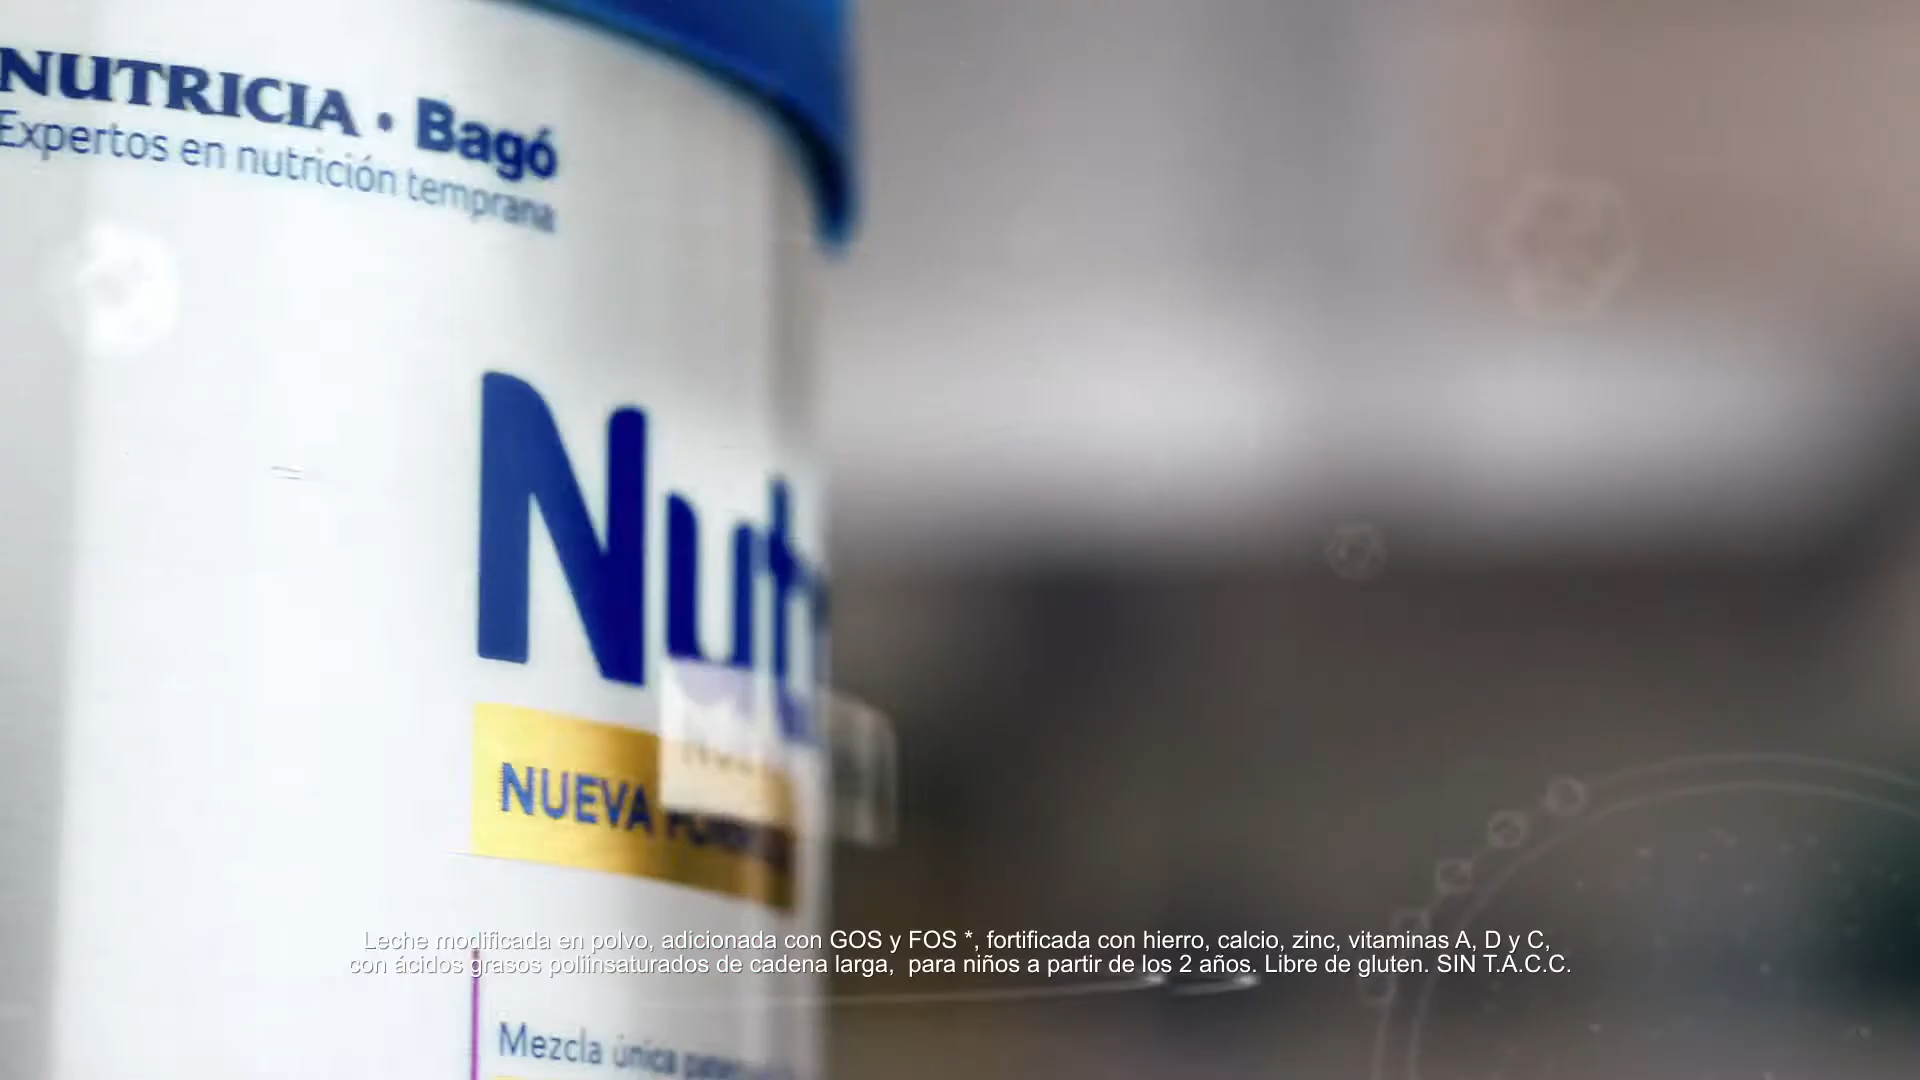 NUTRICIA • Bagó
Expertos en nutrición temprana
Nut
NUEVA
Leche modificada en polvo, adicionada con GOS y FOS *, fortificada con hierro, calcio, zinc, vitaminas A, D y C,
con ácidos grasos poliinsaturados de cadena larga, para niños a partir de los 2 años. Libre de gluten. SIN T.A.C.C.
Mezcla única